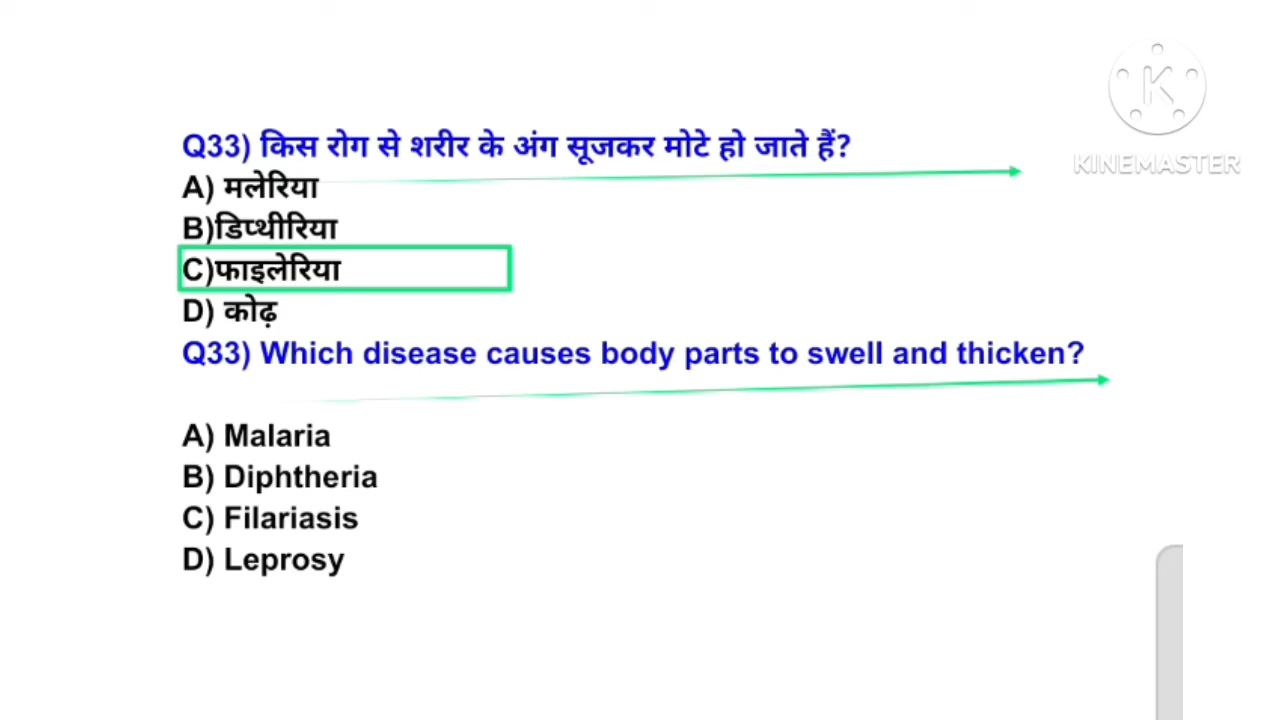 Q33) किस रोग से शरीर के अंग सूजकर मोटे हो जाते हैं?
A) मलेरिया
B)डिप्थीरिया
C)फाइलेरिया
D) कोढ़
Q33) Which disease causes body parts to swell and thicken?
A) Malaria
B) Diphtheria
C) Filariasis
D) Leprosy
K
KINEMASTER